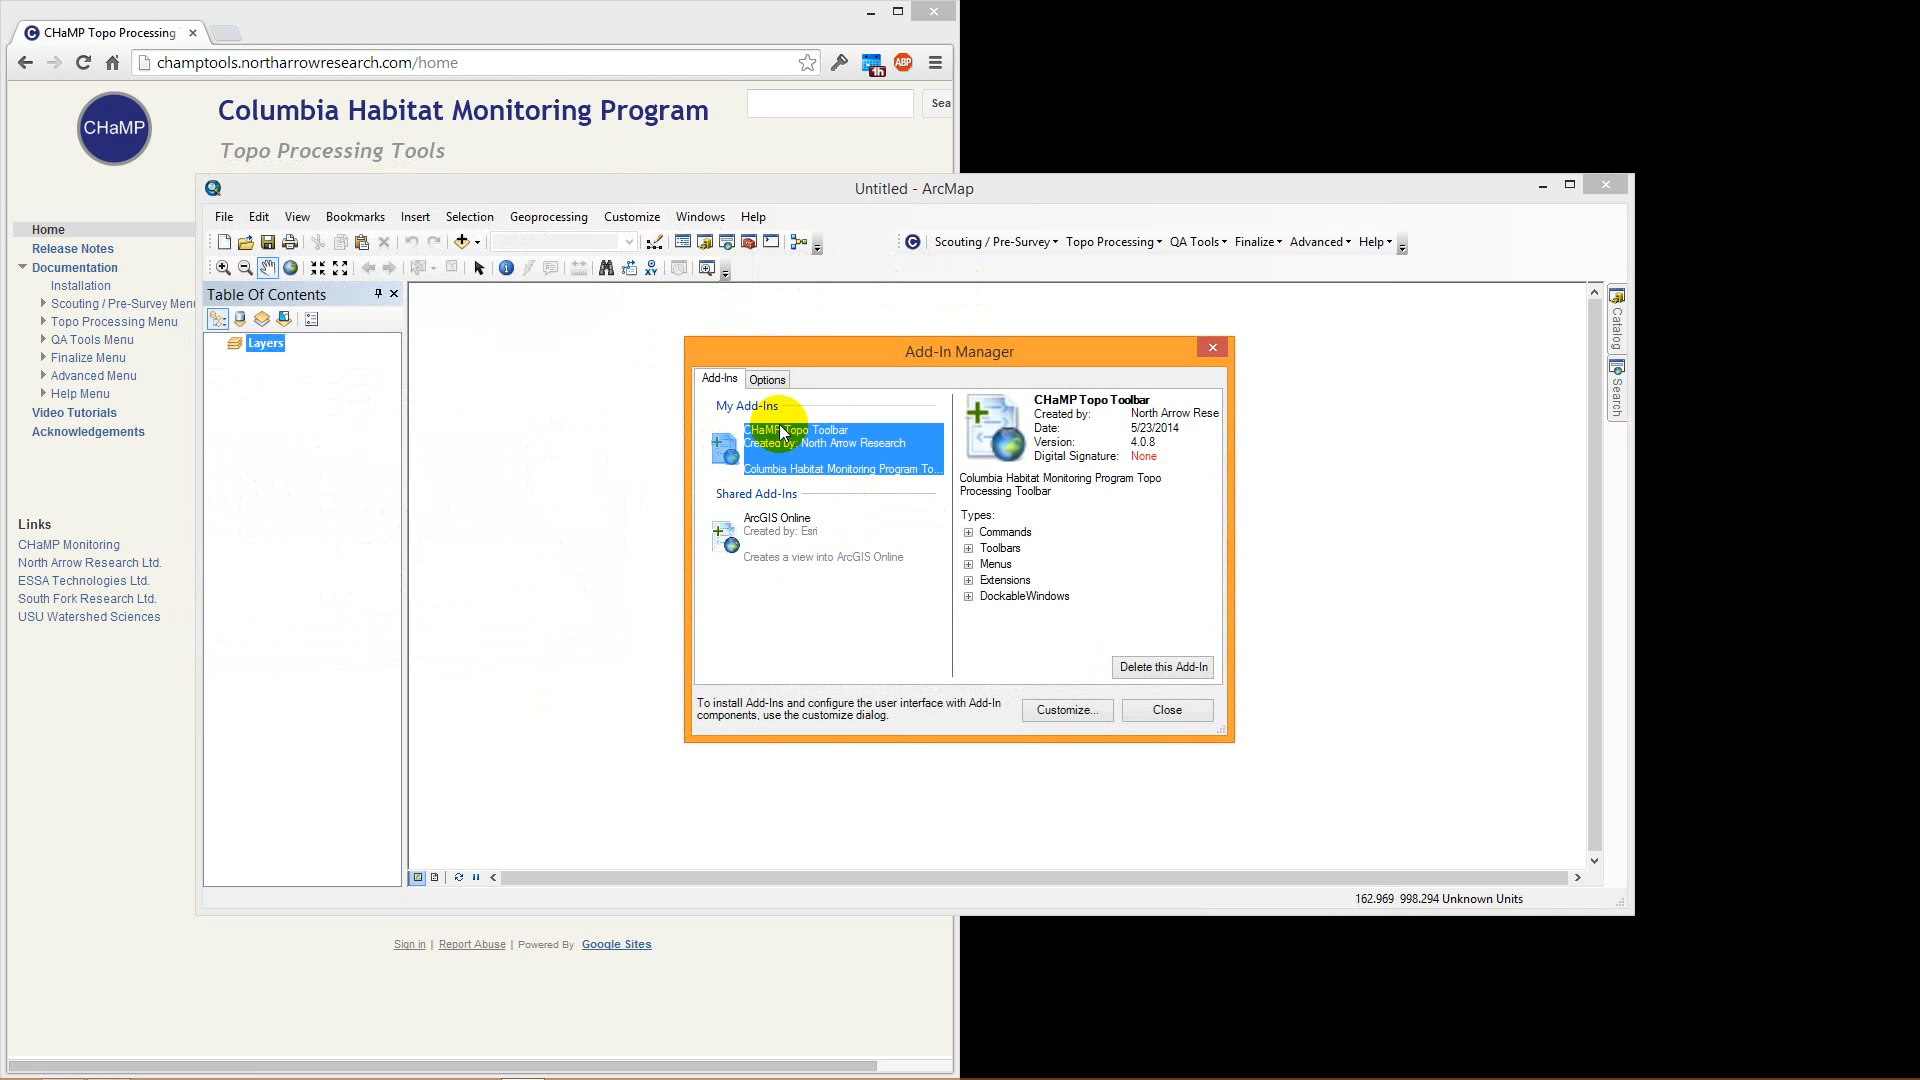 CHaMP Topo Processing
champtools.northarrowresearch.com/home
1h
ABP
CHaMP
Columbia Habitat Monitoring Program
Topo Processing Tools
Sea
Home
Release Notes
Documentation
Installation
Scouting / Pre-Survey Menu
Topo Processing Menu
QA Tools Menu
Finalize Menu
Advanced Menu
Help Menu
Video Tutorials
Acknowledgements
Links
CHaMP Monitoring
North Arrow Research Ltd.
ESSA Technologies Ltd.
South Fork Research Ltd.
USU Watershed Sciences
Sign in | Report Abuse | Powered By Google Sites
Untitled - ArcMap
File Edit View Bookmarks Insert Selection Geoprocessing Customize Windows Help
Scouting / Pre-Survey Topo Processing QA Tools Finalize Advanced Help
Table Of Contents
Layers
Catalog
Search
Add-In Manager
Add-Ins Options
My Add-Ins
CHaMP Topo Toolbar
Created by: North Arrow Research
Columbia Habitat Monitoring Program To...
Shared Add-Ins
ArcGIS Online
Created by: Esri
Creates a view into ArcGIS Online
CHaMP Topo Toolbar
Created by: North Arrow Rese
Date: 5/23/2014
Version: 4.0.8
Digital Signature: None
Columbia Habitat Monitoring Program Topo
Processing Toolbar
Types:
Commands
Toolbars
Menus
Extensions
DockableWindows
Delete this Add-In
To install Add-Ins and configure the user interface with Add-In
components, use the customize dialog.
Customize...
Close
162.969 998.294 Unknown Units